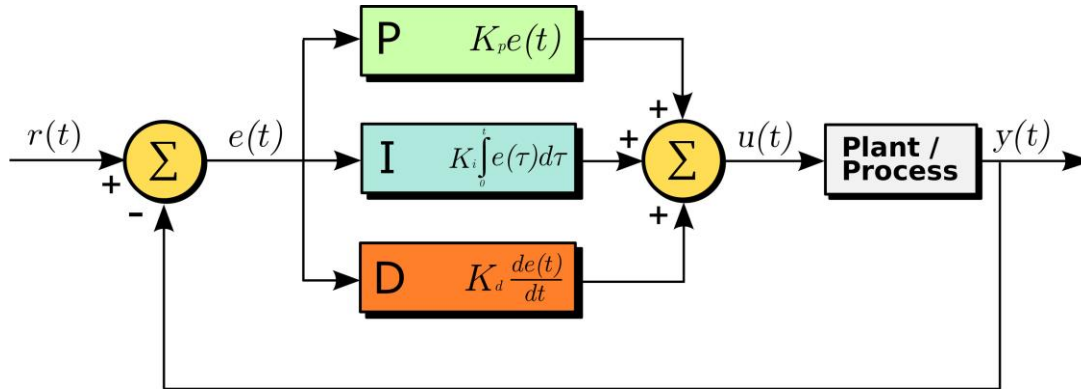 r(t)
+
-
Σ
e(t)
P K_p e(t)
I K_i ∫_0^t e(τ)dτ
D K_d de(t)/dt
+
+
+
Σ
u(t)
Plant /
Process
y(t)